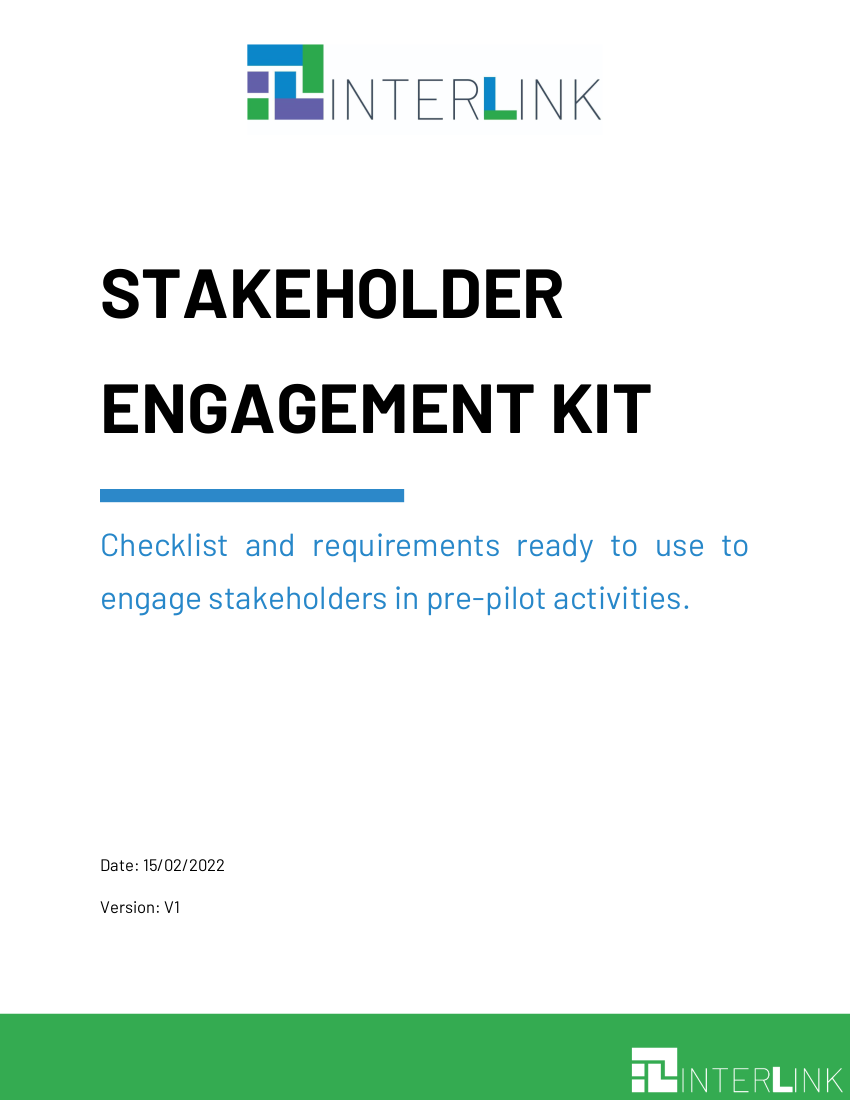 INTERLINK
STAKEHOLDER
ENGAGEMENT KIT
Checklist and requirements ready to use to
engage stakeholders in pre-pilot activities.
Date: 15/02/2022
Version: V1
INTERLINK